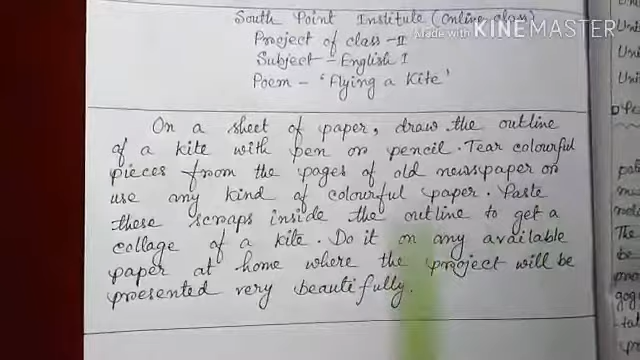 South Point Institute (online class)
Project of class - II
Subject - English I
Poem - 'Flying a Kite'
Made with KINEMASTER
On a sheet of paper, draw the outline
of a kite with pen or pencil. Tear colourful
pieces from the pages of old newspaper or
use any kind of colourful paper. Paste
these scraps inside the outline to get a
collage of a kite. Do it on any available
paper at home where the project will be
presented very beautifully.